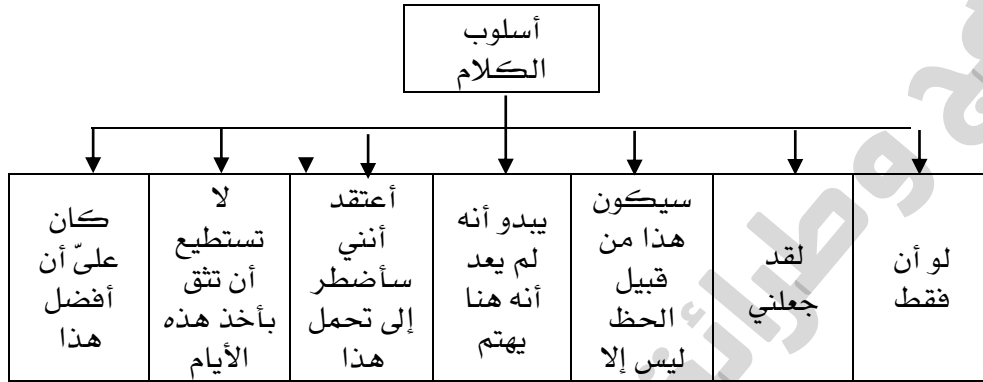 أسلوب
الكلام
لو أن
فقط
لقد
جعلني
سيكون
هذا من
قبيل
الحظ
ليس إلا
يبدو أنه
لم يعد
أنه هنا
يهتم
أعتقد
أنني
سأضطر
إلى تحمل
هذا
لا
تستطيع
أن تثق
بأخذ هذه
الأيام
كان
عليّ أن
أفضل
هذا